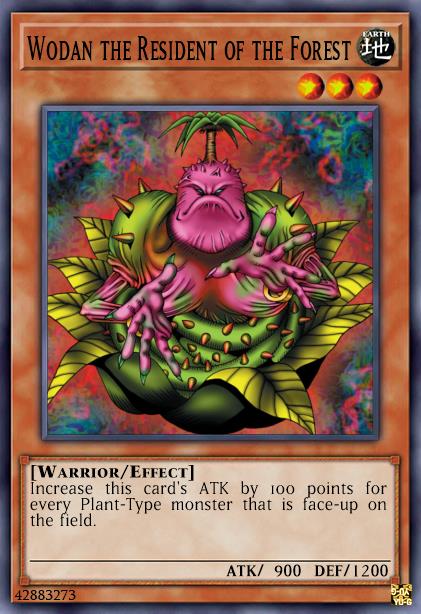 Wodan the Resident of the Forest
EARTH
地
[Warrior/Effect]
Increase this card's ATK by 100 points for
every Plant-Type monster that is face-up on
the field.
ATK/ 900 DEF/1200
42883273